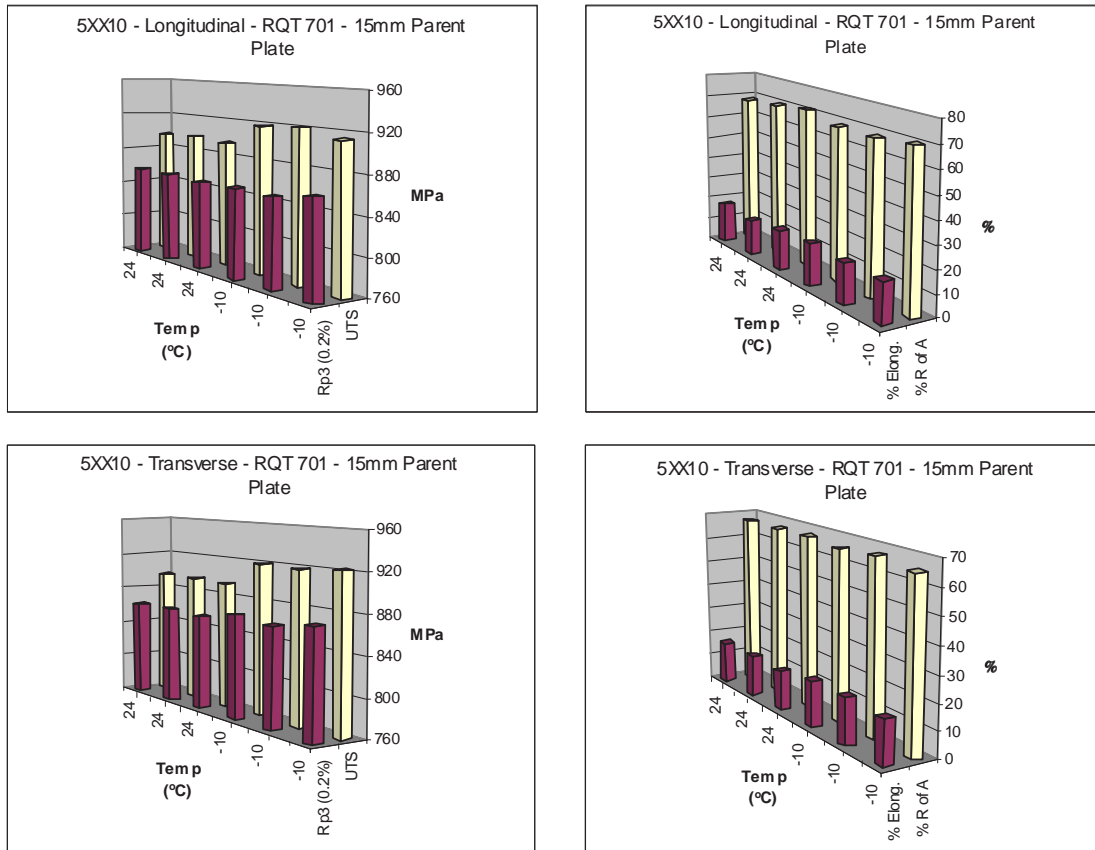 5XX10 - Longitudinal - RQT 701 - 15mm Parent
Plate
960
920
880
840
800
760
MPa
24
24
24
-10
-10
-10
Temp
(ºC)
Rp3 (0.2%)
UTS
5XX10 - Longitudinal - RQT 701 - 15mm Parent
Plate
80
70
60
50
40
30
20
10
0
%
24
24
24
-10
-10
-10
Temp
(ºC)
% Elong.
% R of A
5XX10 - Transverse - RQT 701 - 15mm Parent
Plate
960
920
880
840
800
760
MPa
24
24
24
-10
-10
-10
Temp
(ºC)
Rp3 (0.2%)
UTS
5XX10 - Transverse - RQT 701 - 15mm Parent
Plate
70
60
50
40
30
20
10
0
%
24
24
24
-10
-10
-10
Temp
(ºC)
% Elong.
% R of A